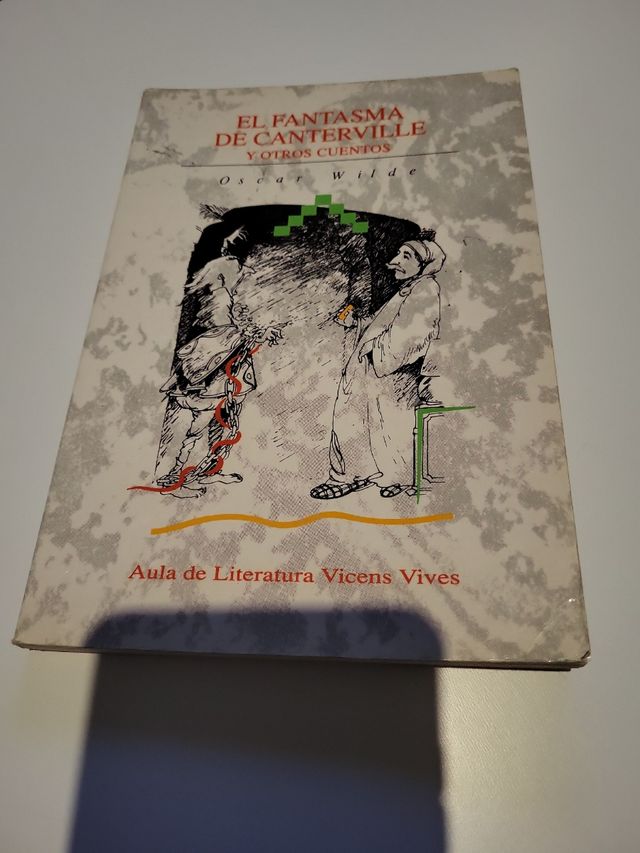 EL FANTASMA
DE CANTERVILLE
Y OTROS CUENTOS
Oscar Wilde
Aula de Literatura Vicens Vives